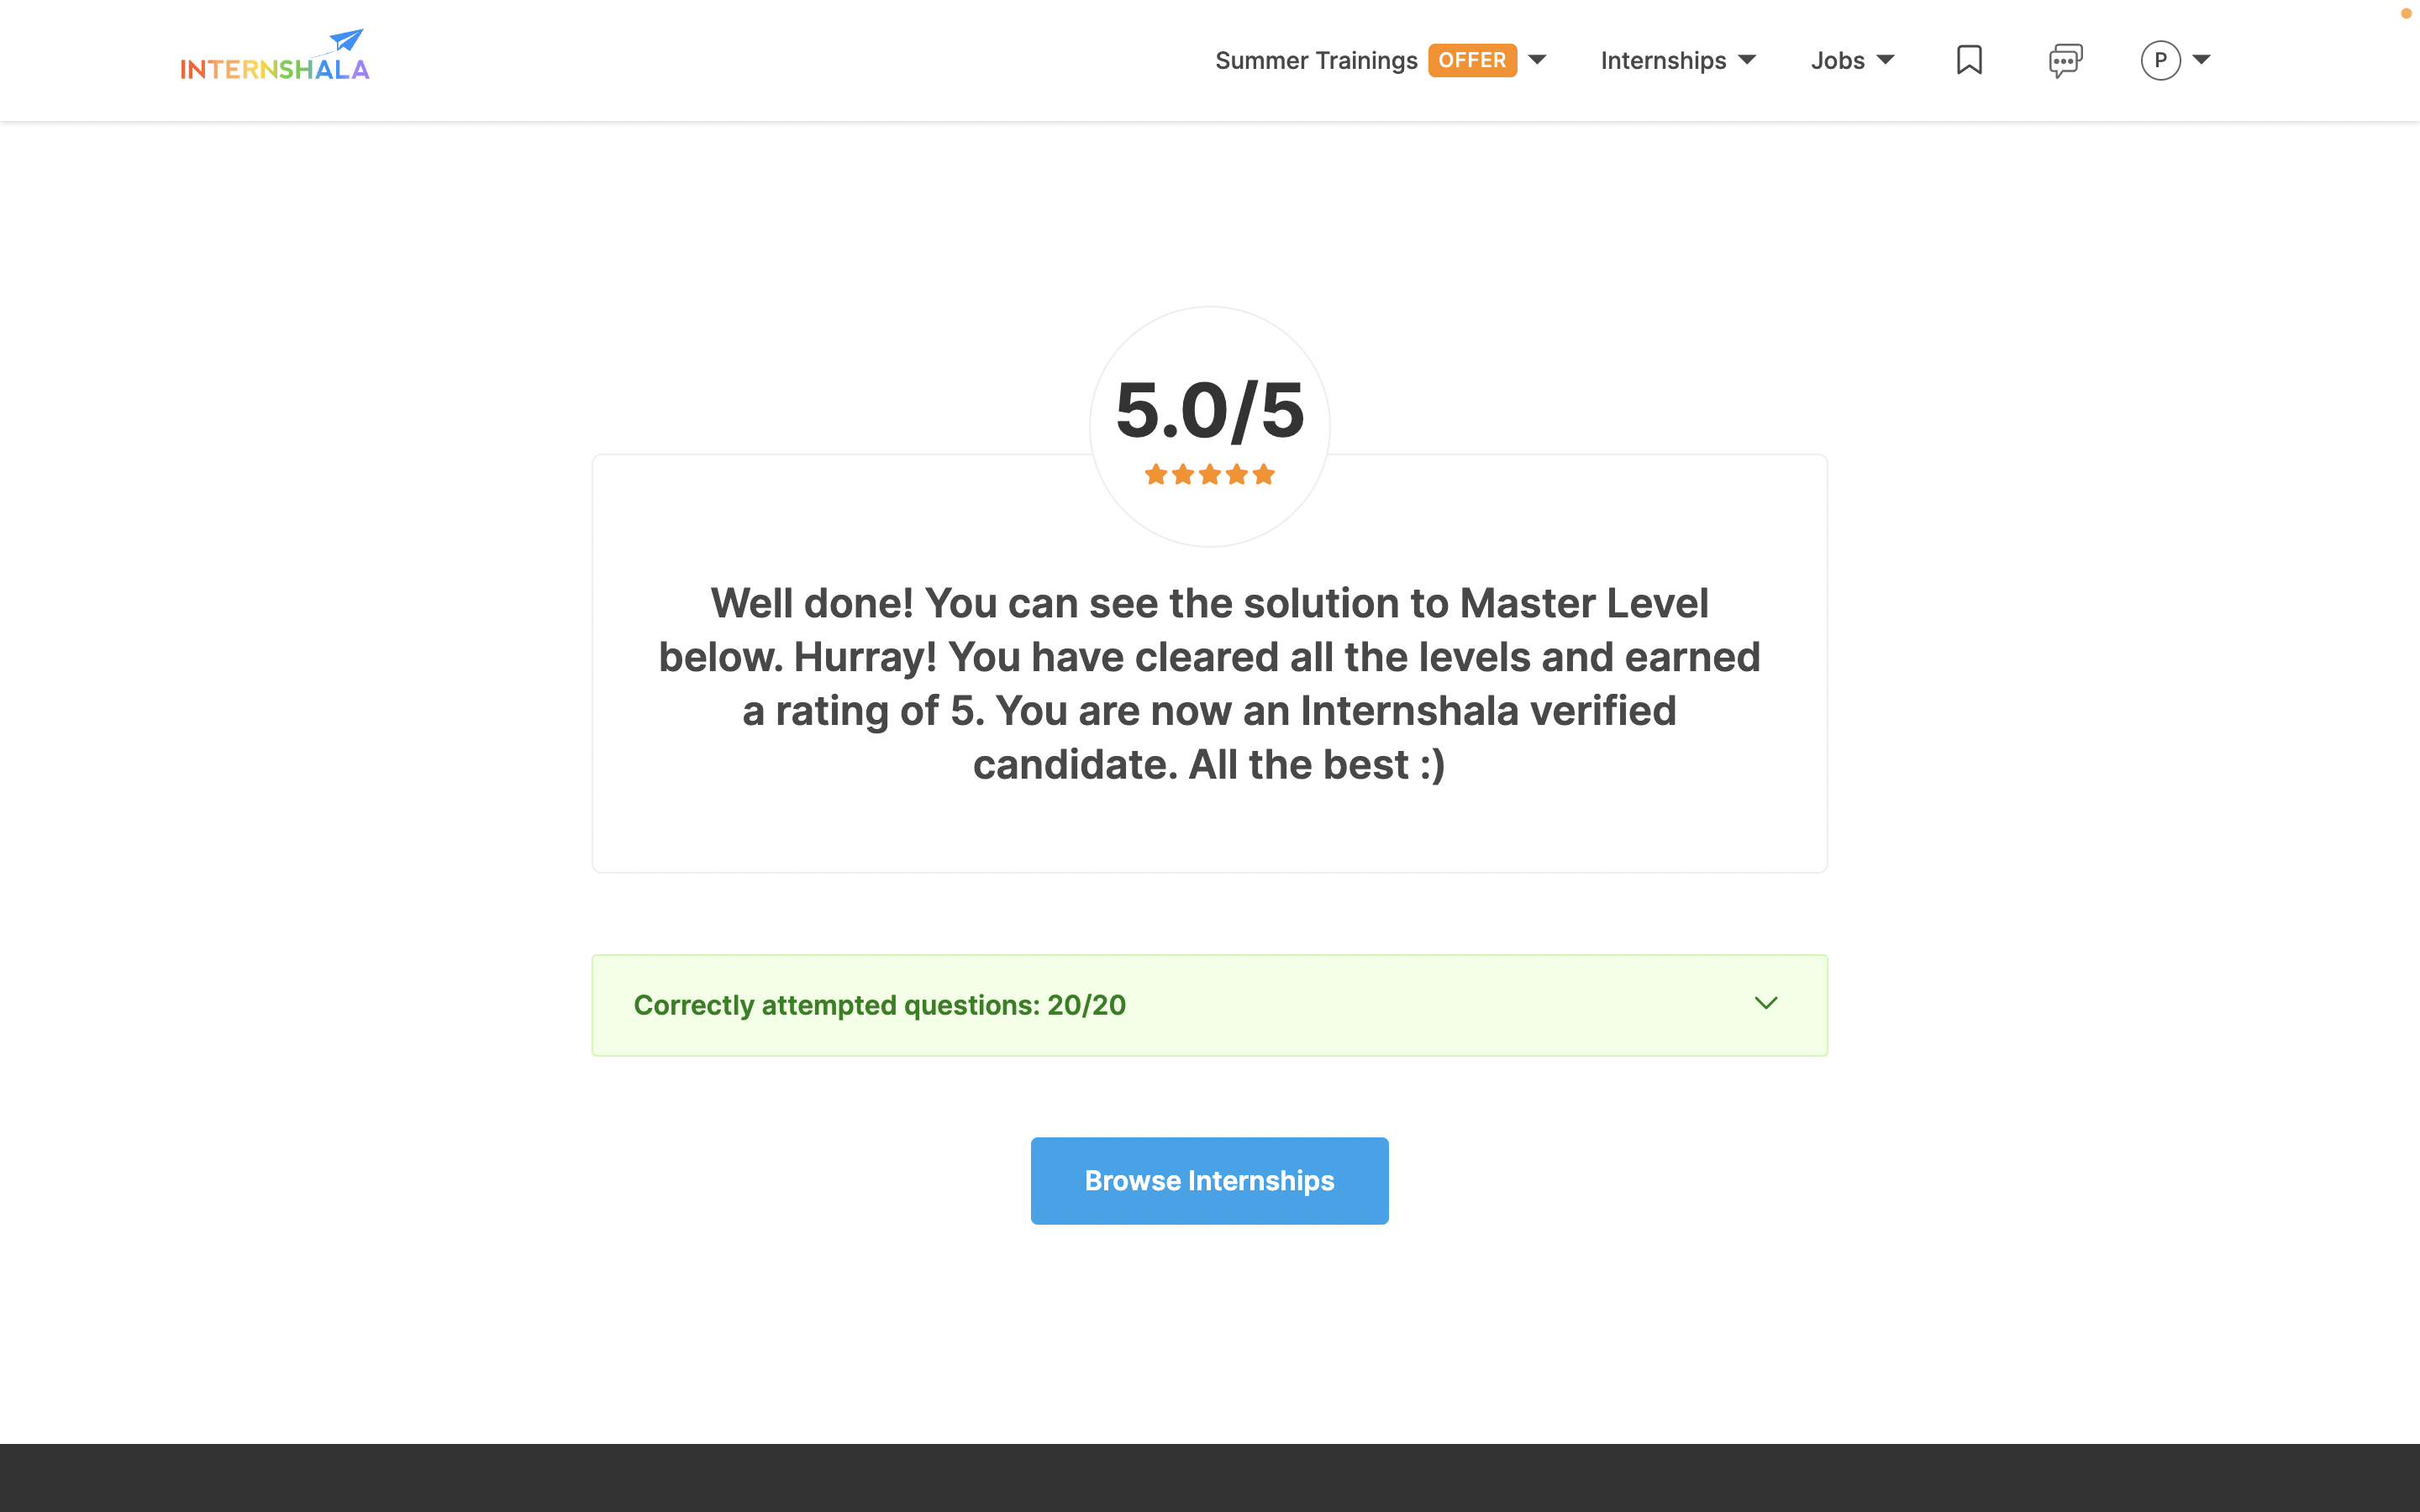 INTERNSHALA
Summer Trainings OFFER Internships Jobs P
5.0/5
Well done! You can see the solution to Master Level
below. Hurray! You have cleared all the levels and earned
a rating of 5. You are now an Internshala verified
candidate. All the best :)
Correctly attempted questions: 20/20
Browse Internships